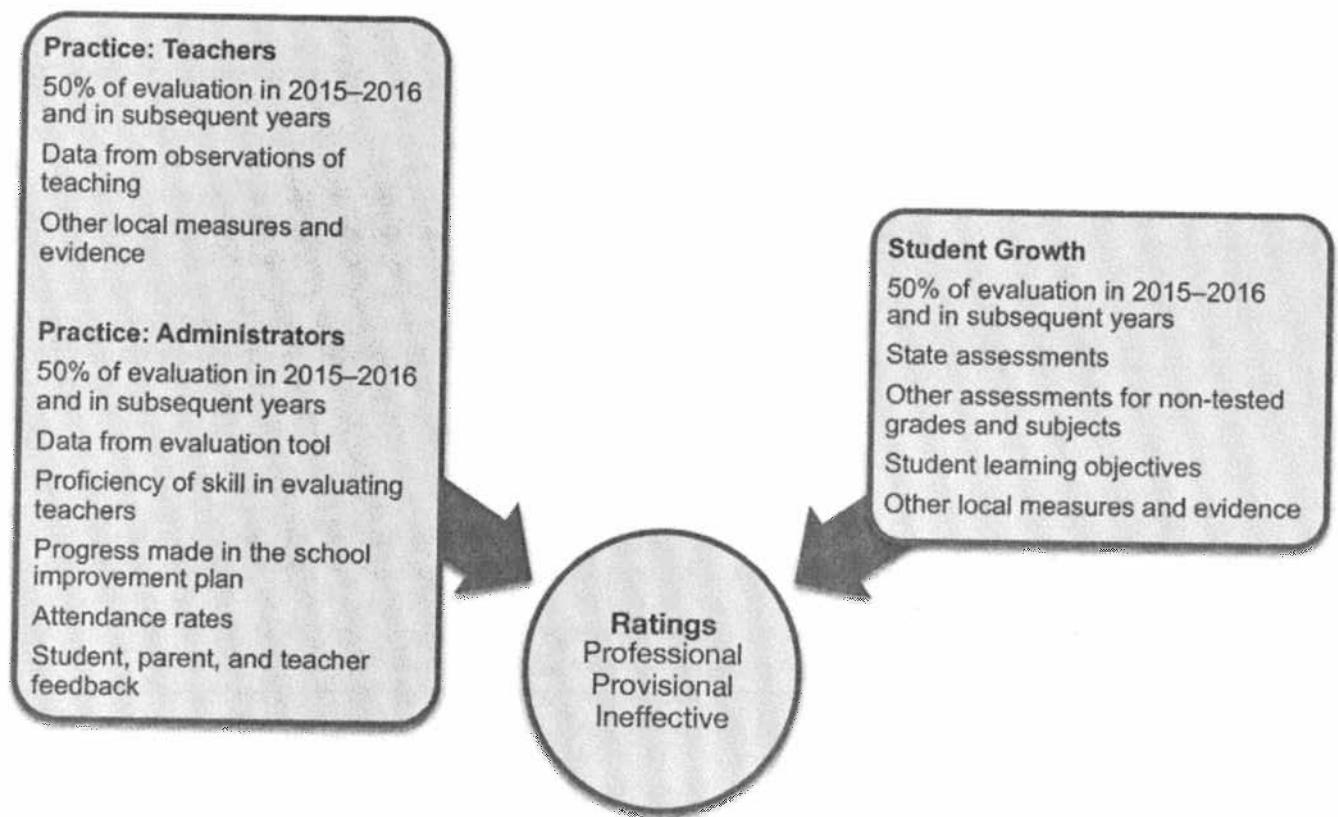 Practice: Teachers
50% of evaluation in 2015–2016
and in subsequent years
Data from observations of
teaching
Other local measures and
evidence
Practice: Administrators
50% of evaluation in 2015–2016
and in subsequent years
Data from evaluation tool
Proficiency of skill in evaluating
teachers
Progress made in the school
improvement plan
Attendance rates
Student, parent, and teacher
feedback
Student Growth
50% of evaluation in 2015–2016
and in subsequent years
State assessments
Other assessments for non-tested
grades and subjects
Student learning objectives
Other local measures and evidence
Ratings
Professional
Provisional
Ineffective